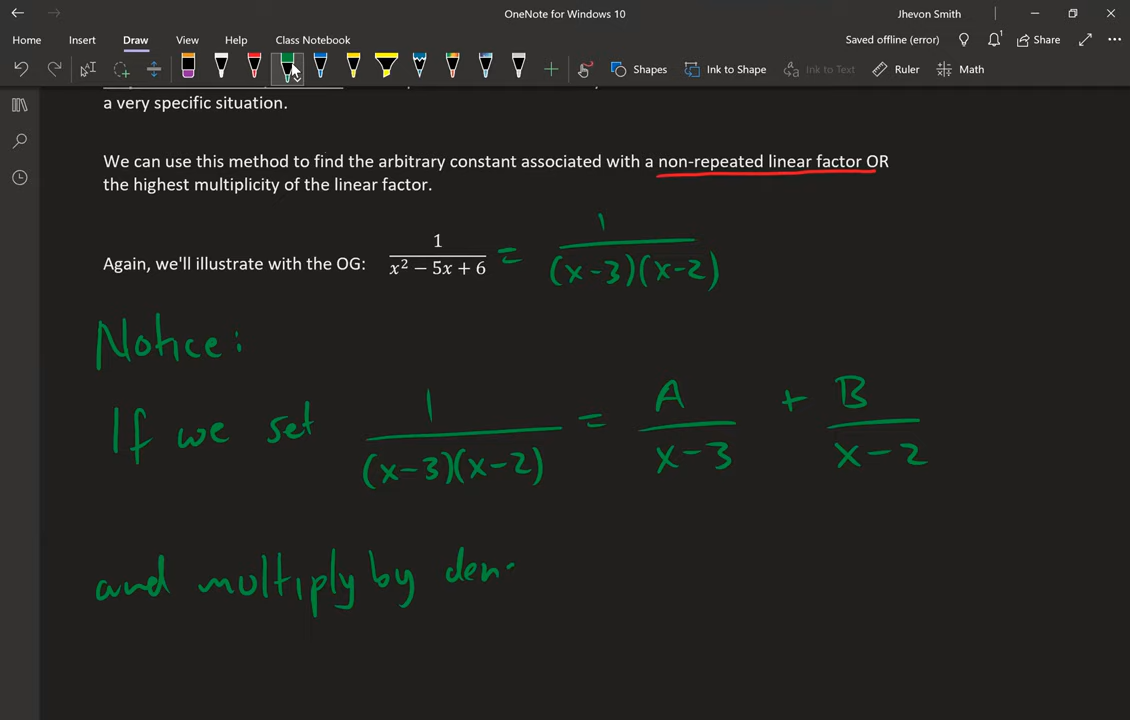 OneNote for Windows 10
Jhevon Smith
Home Insert Draw View Help Class Notebook
Saved offline (error) 1 Share
Shapes Ink to Shape Ink to Text Ruler Math
a very specific situation.
We can use this method to find the arbitrary constant associated with a non-repeated linear factor OR
the highest multiplicity of the linear factor.
Again, we'll illustrate with the OG: 1/(x² − 5x + 6) = 1/((x-3)(x-2))
Notice:
If we set 1/((x-3)(x-2)) = A/(x-3) + B/(x-2)
and multiply by den.